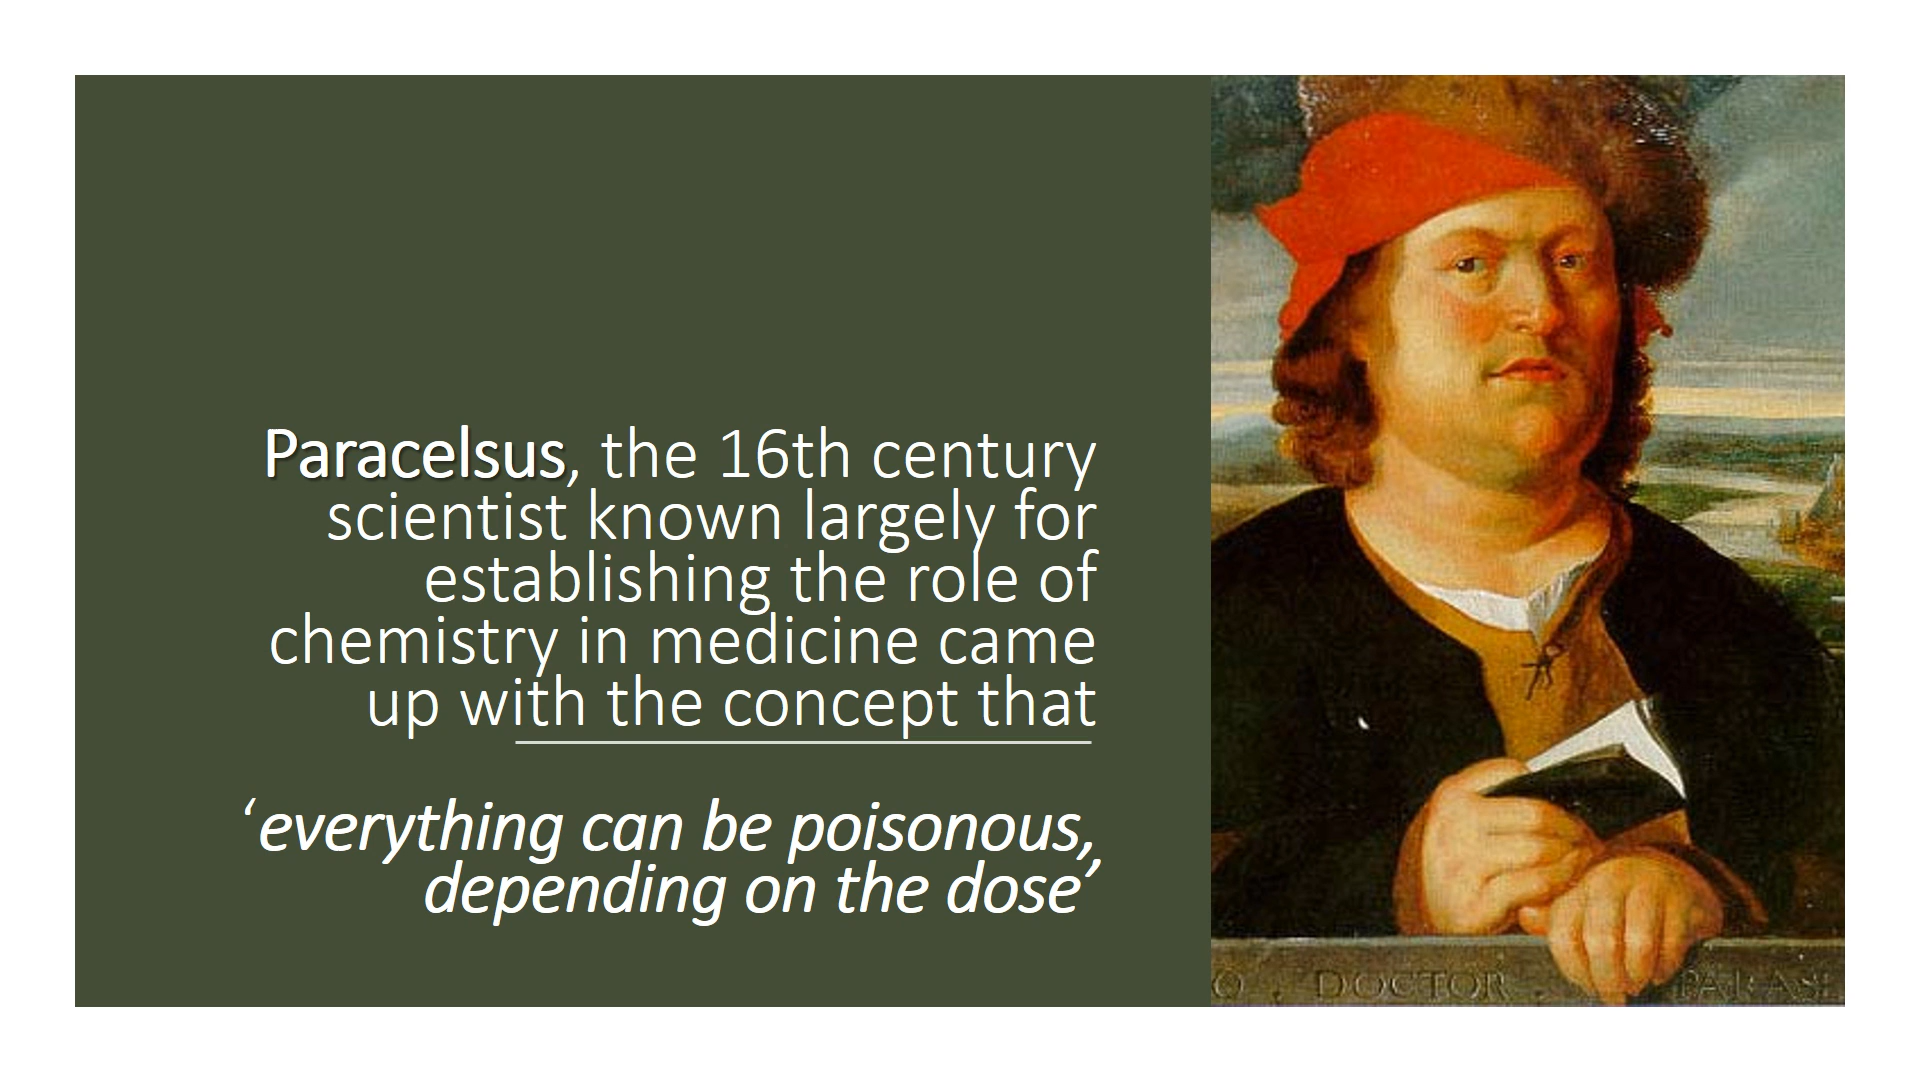 Paracelsus, the 16th century
scientist known largely for
establishing the role of
chemistry in medicine came
up with the concept that
‘everything can be poisonous,
depending on the dose’
O . DOCTOR .